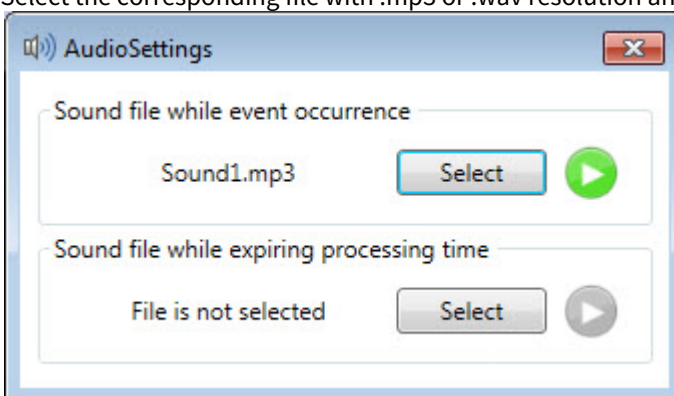 Select the corresponding file with .mp3 or .wav resolution an
AudioSettings
Sound file while event occurrence
Sound1.mp3 Select
Sound file while expiring processing time
File is not selected Select